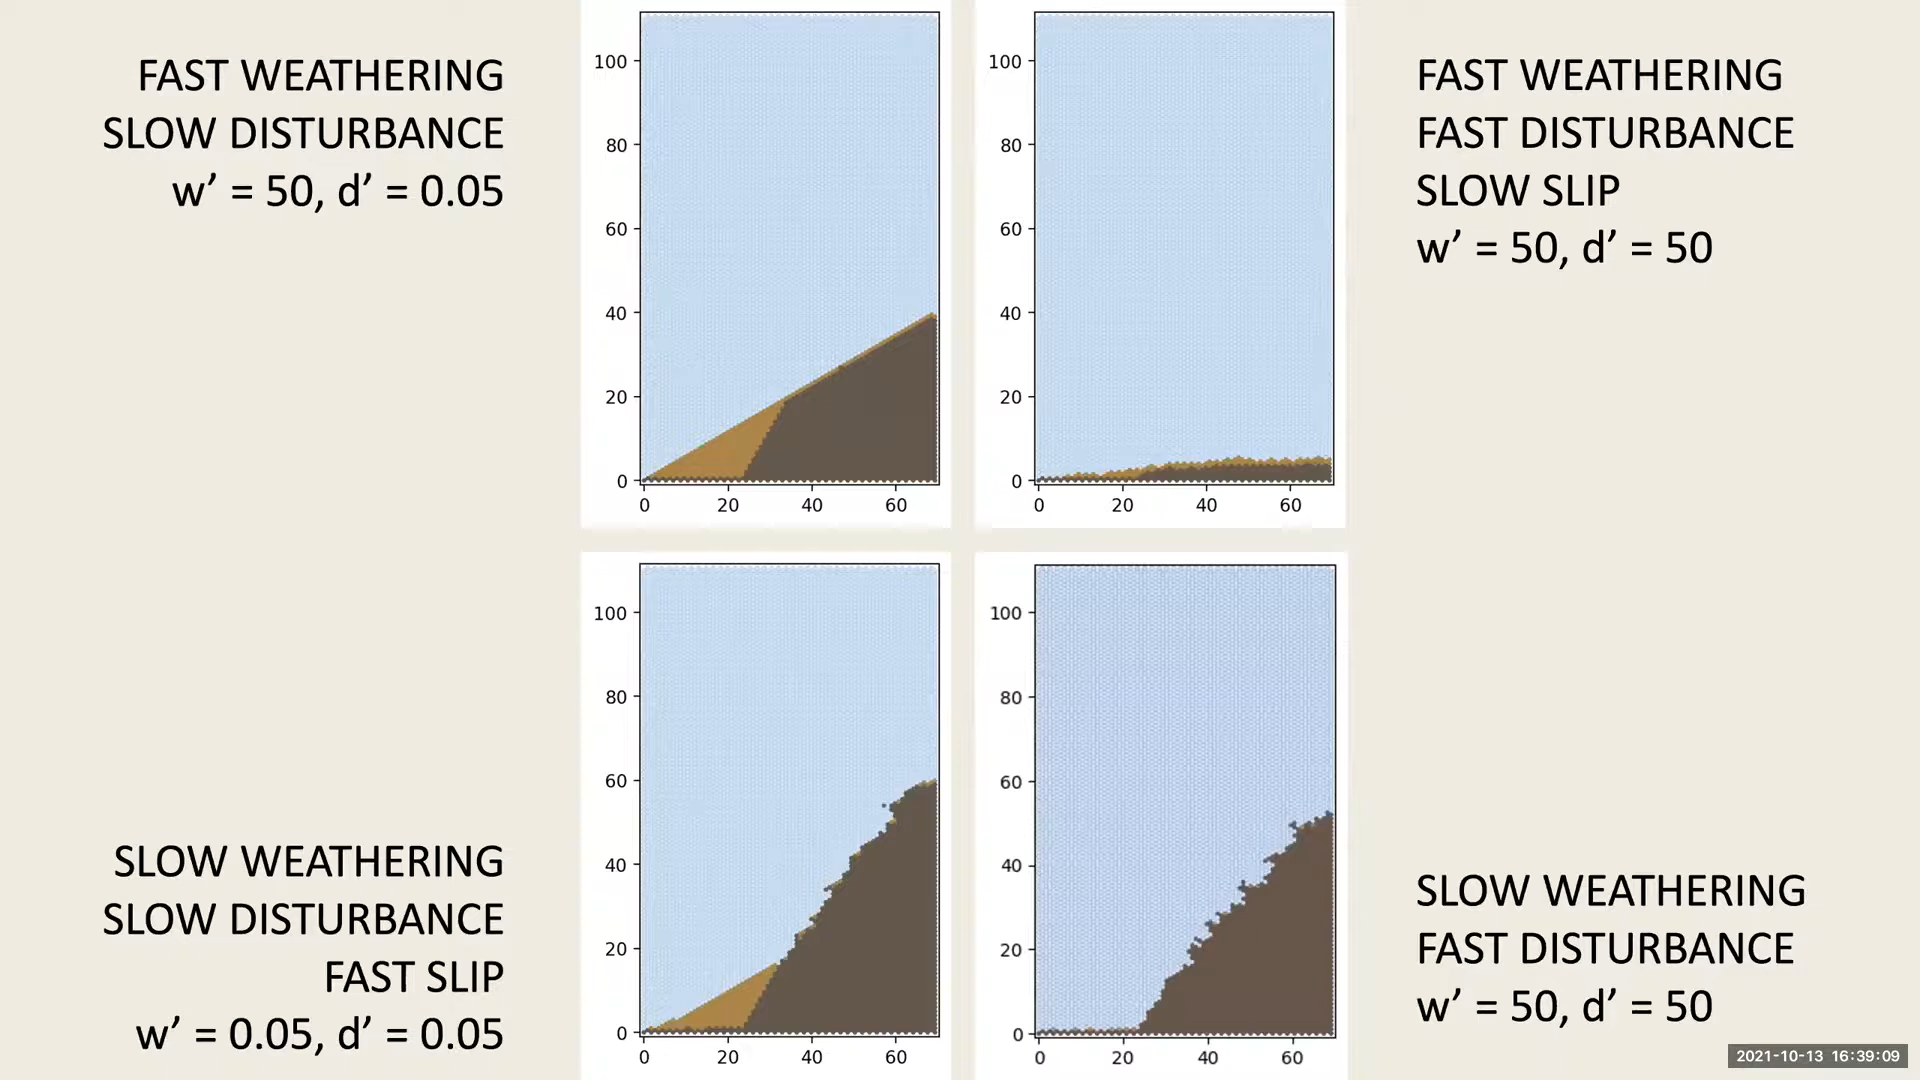 FAST WEATHERING
SLOW DISTURBANCE
w’ = 50, d’ = 0.05
100
80
60
40
20
0
0 20 40 60
100
80
60
40
20
0
0 20 40 60
FAST WEATHERING
FAST DISTURBANCE
SLOW SLIP
w’ = 50, d’ = 50
SLOW WEATHERING
SLOW DISTURBANCE
FAST SLIP
w’ = 0.05, d’ = 0.05
100
80
60
40
20
0
0 20 40 60
100
80
60
40
20
0
0 20 40 60
SLOW WEATHERING
FAST DISTURBANCE
w’ = 50, d’ = 50
2021-10-13 16:39:09